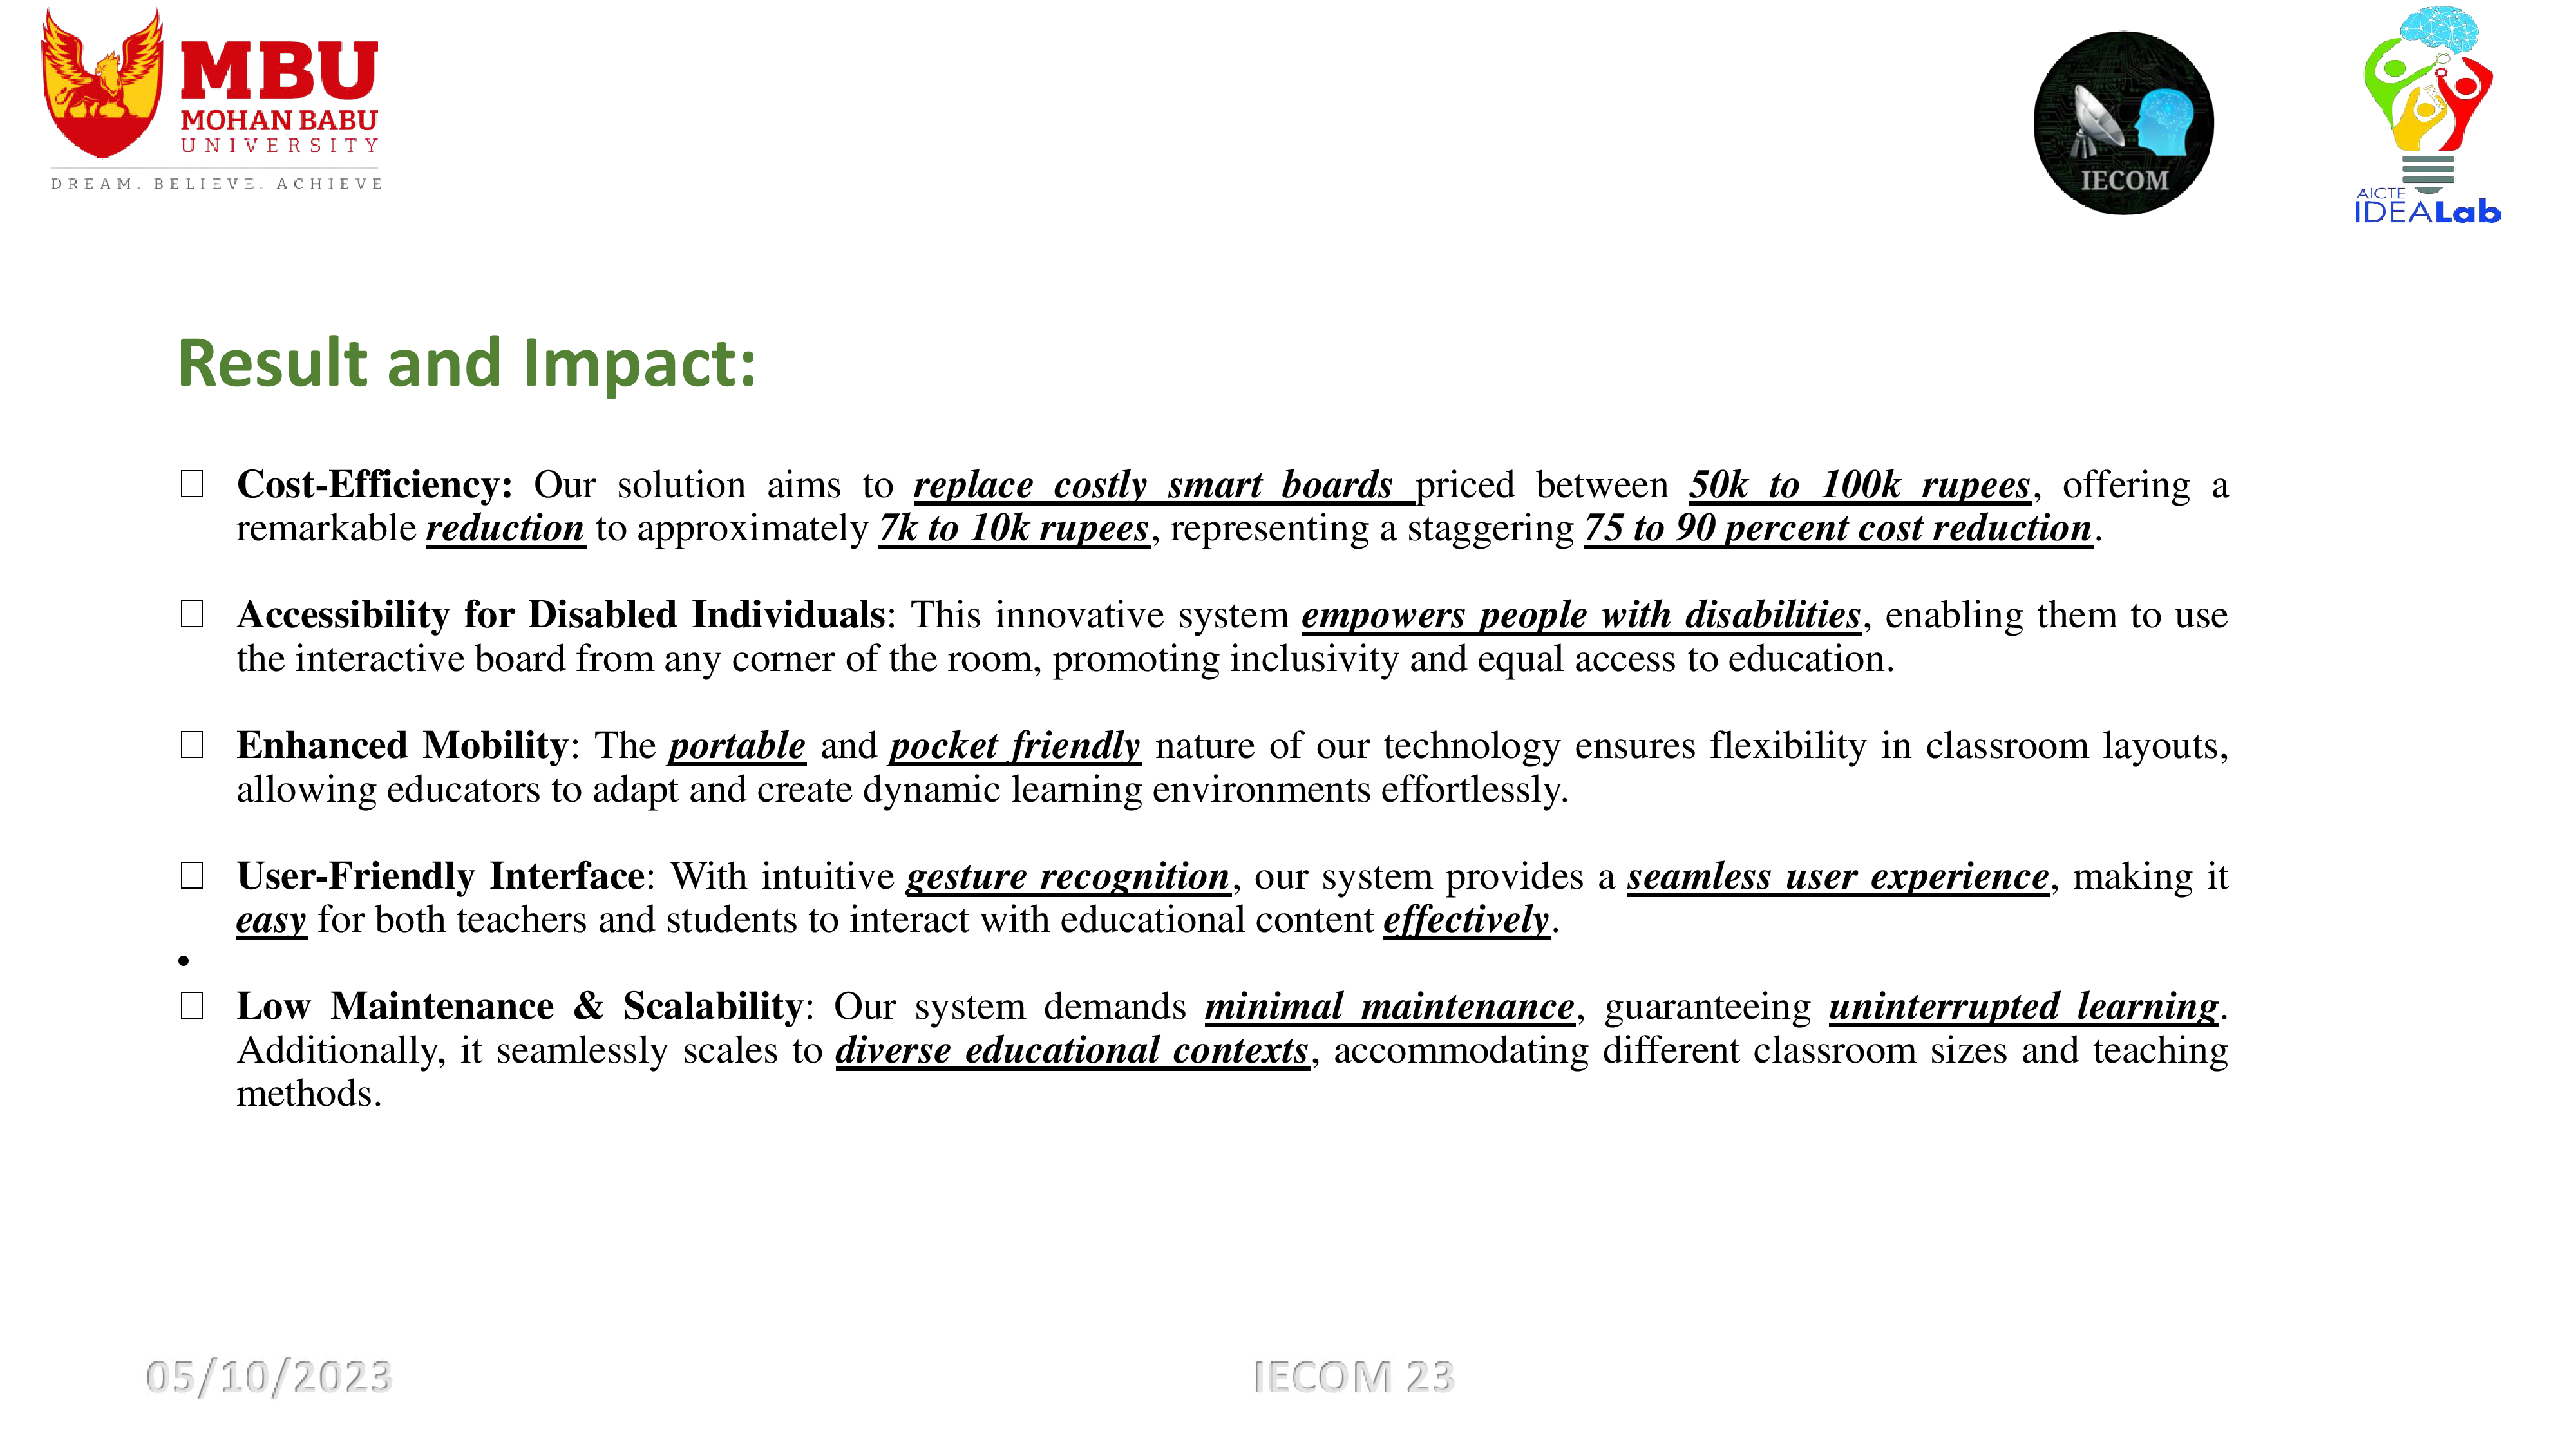 MBU
MOHAN BABU
UNIVERSITY
DREAM. BELIEVE. ACHIEVE
IECOM
AICTE
IDEALab
Result and Impact:
Cost-Efficiency: Our solution aims to replace costly smart boards priced between 50k to 100k rupees, offering a
remarkable reduction to approximately 7k to 10k rupees, representing a staggering 75 to 90 percent cost reduction.
Accessibility for Disabled Individuals: This innovative system empowers people with disabilities, enabling them to use
the interactive board from any corner of the room, promoting inclusivity and equal access to education.
Enhanced Mobility: The portable and pocket friendly nature of our technology ensures flexibility in classroom layouts,
allowing educators to adapt and create dynamic learning environments effortlessly.
User-Friendly Interface: With intuitive gesture recognition, our system provides a seamless user experience, making it
easy for both teachers and students to interact with educational content effectively.
•
Low Maintenance & Scalability: Our system demands minimal maintenance, guaranteeing uninterrupted learning.
Additionally, it seamlessly scales to diverse educational contexts, accommodating different classroom sizes and teaching
methods.
05/10/2023
IECOM 23